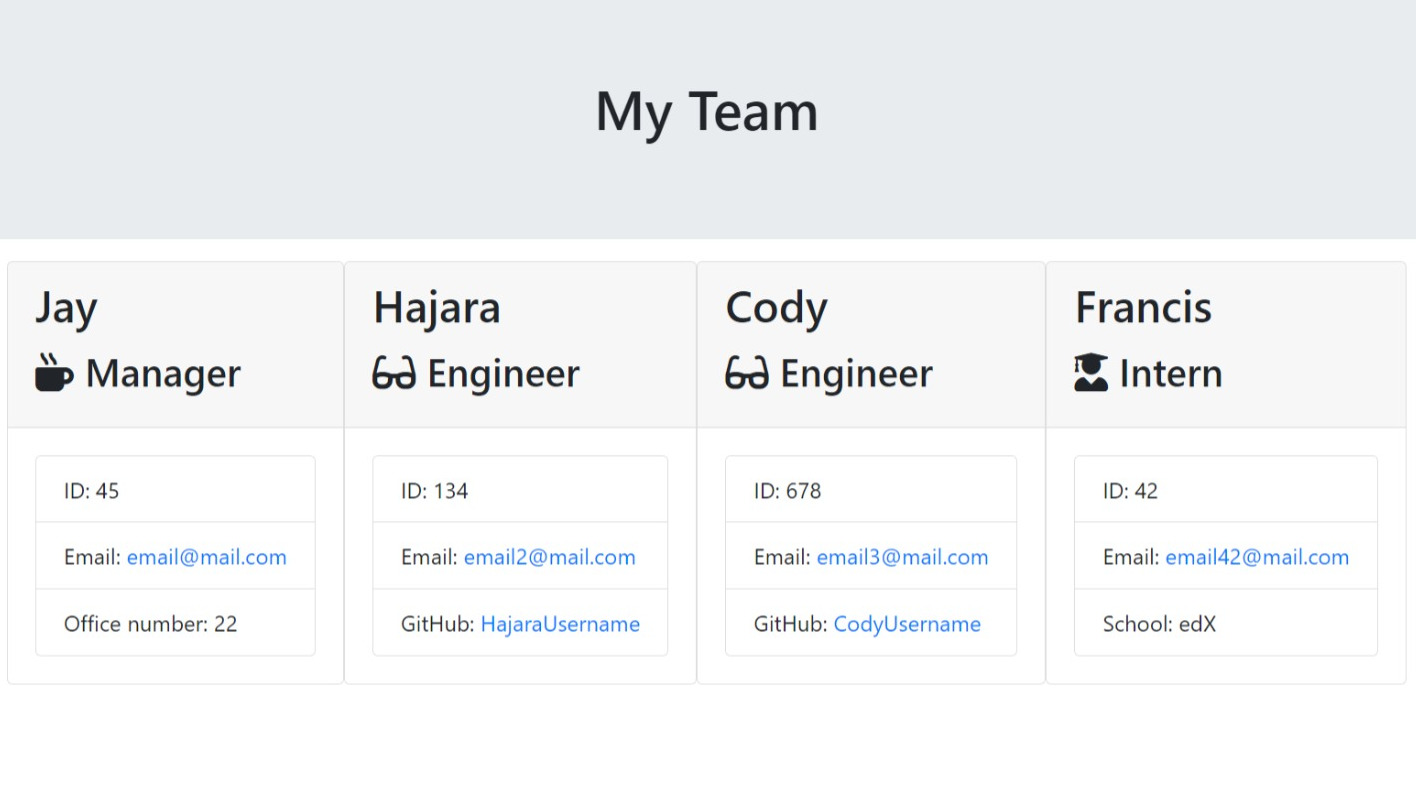 My Team
Jay
Manager
ID: 45
Email: email@mail.com
Office number: 22
Hajara
Engineer
ID: 134
Email: email2@mail.com
GitHub: HajaraUsername
Cody
Engineer
ID: 678
Email: email3@mail.com
GitHub: CodyUsername
Francis
Intern
ID: 42
Email: email42@mail.com
School: edX